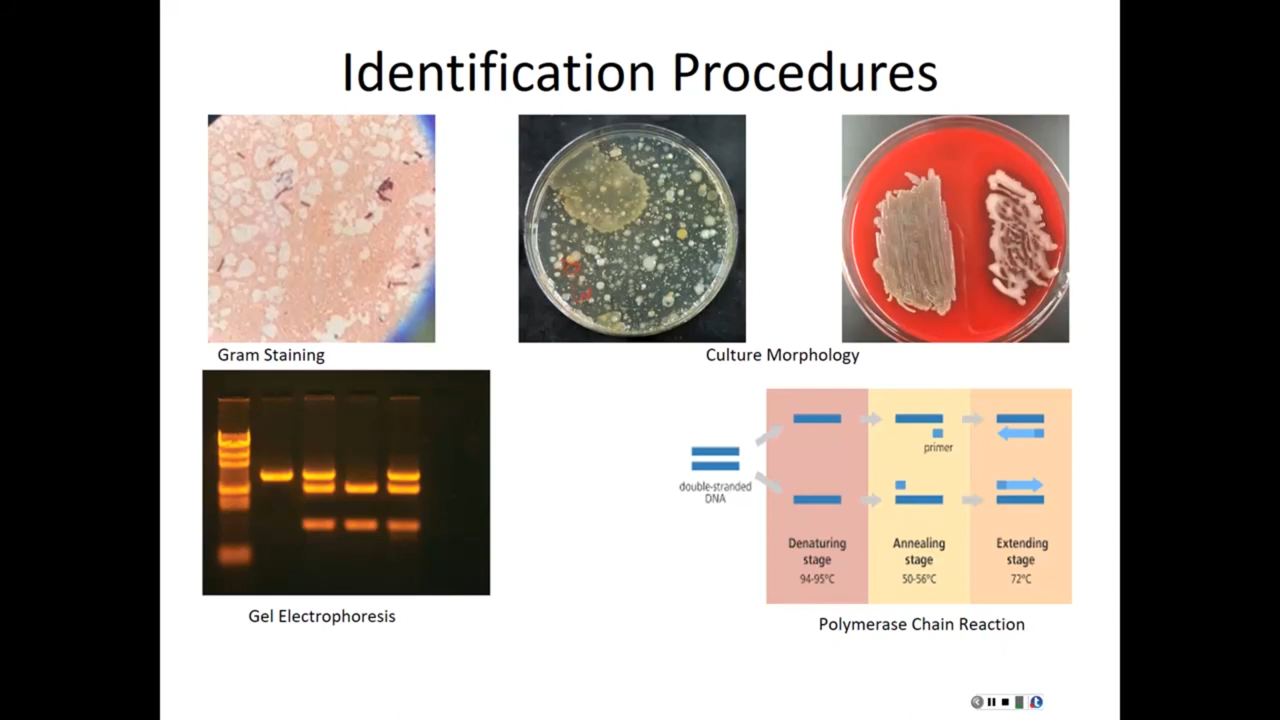 Identification Procedures
Gram Staining
Culture Morphology
primer
double-stranded
DNA
Denaturing
stage
94-95°C
Annealing
stage
50-56°C
Extending
stage
72°C
Gel Electrophoresis
Polymerase Chain Reaction